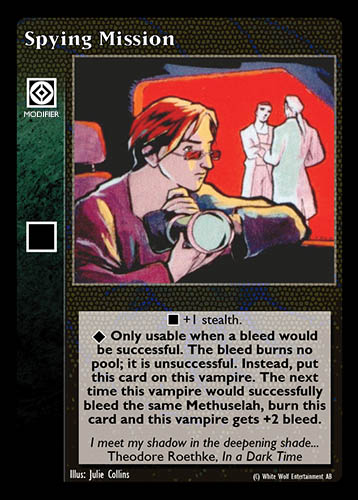 Spying Mission
MODIFIER
■ +1 stealth.
◆ Only usable when a bleed would
be successful. The bleed burns no
pool; it is unsuccessful. Instead, put
this card on this vampire. The next
time this vampire would successfully
bleed the same Methuselah, burn this
card and this vampire gets +2 bleed.
I meet my shadow in the deepening shade...
Theodore Roethke, In a Dark Time
Illus: Julie Collins
(C) White Wolf Entertainment AB